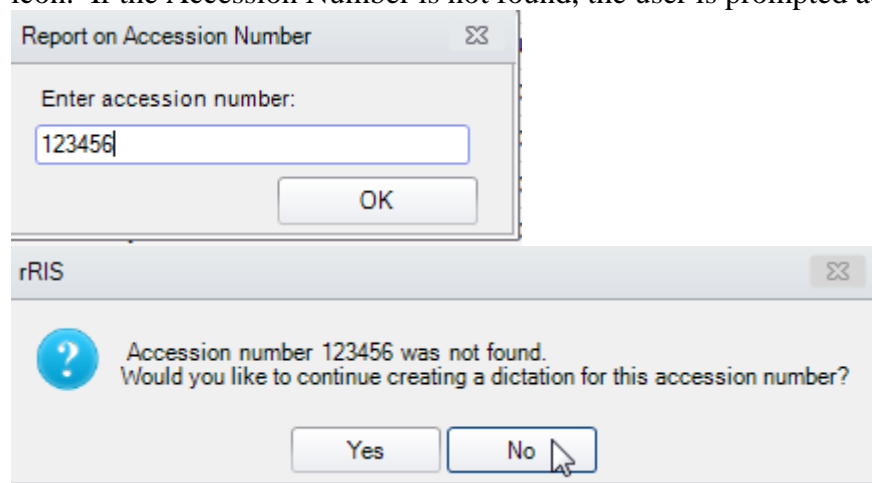 icon. If the Accession Number is not found, the user is prompted a
Report on Accession Number
Enter accession number:
123456
OK
rRIS
Accession number 123456 was not found.
Would you like to continue creating a dictation for this accession number?
Yes No